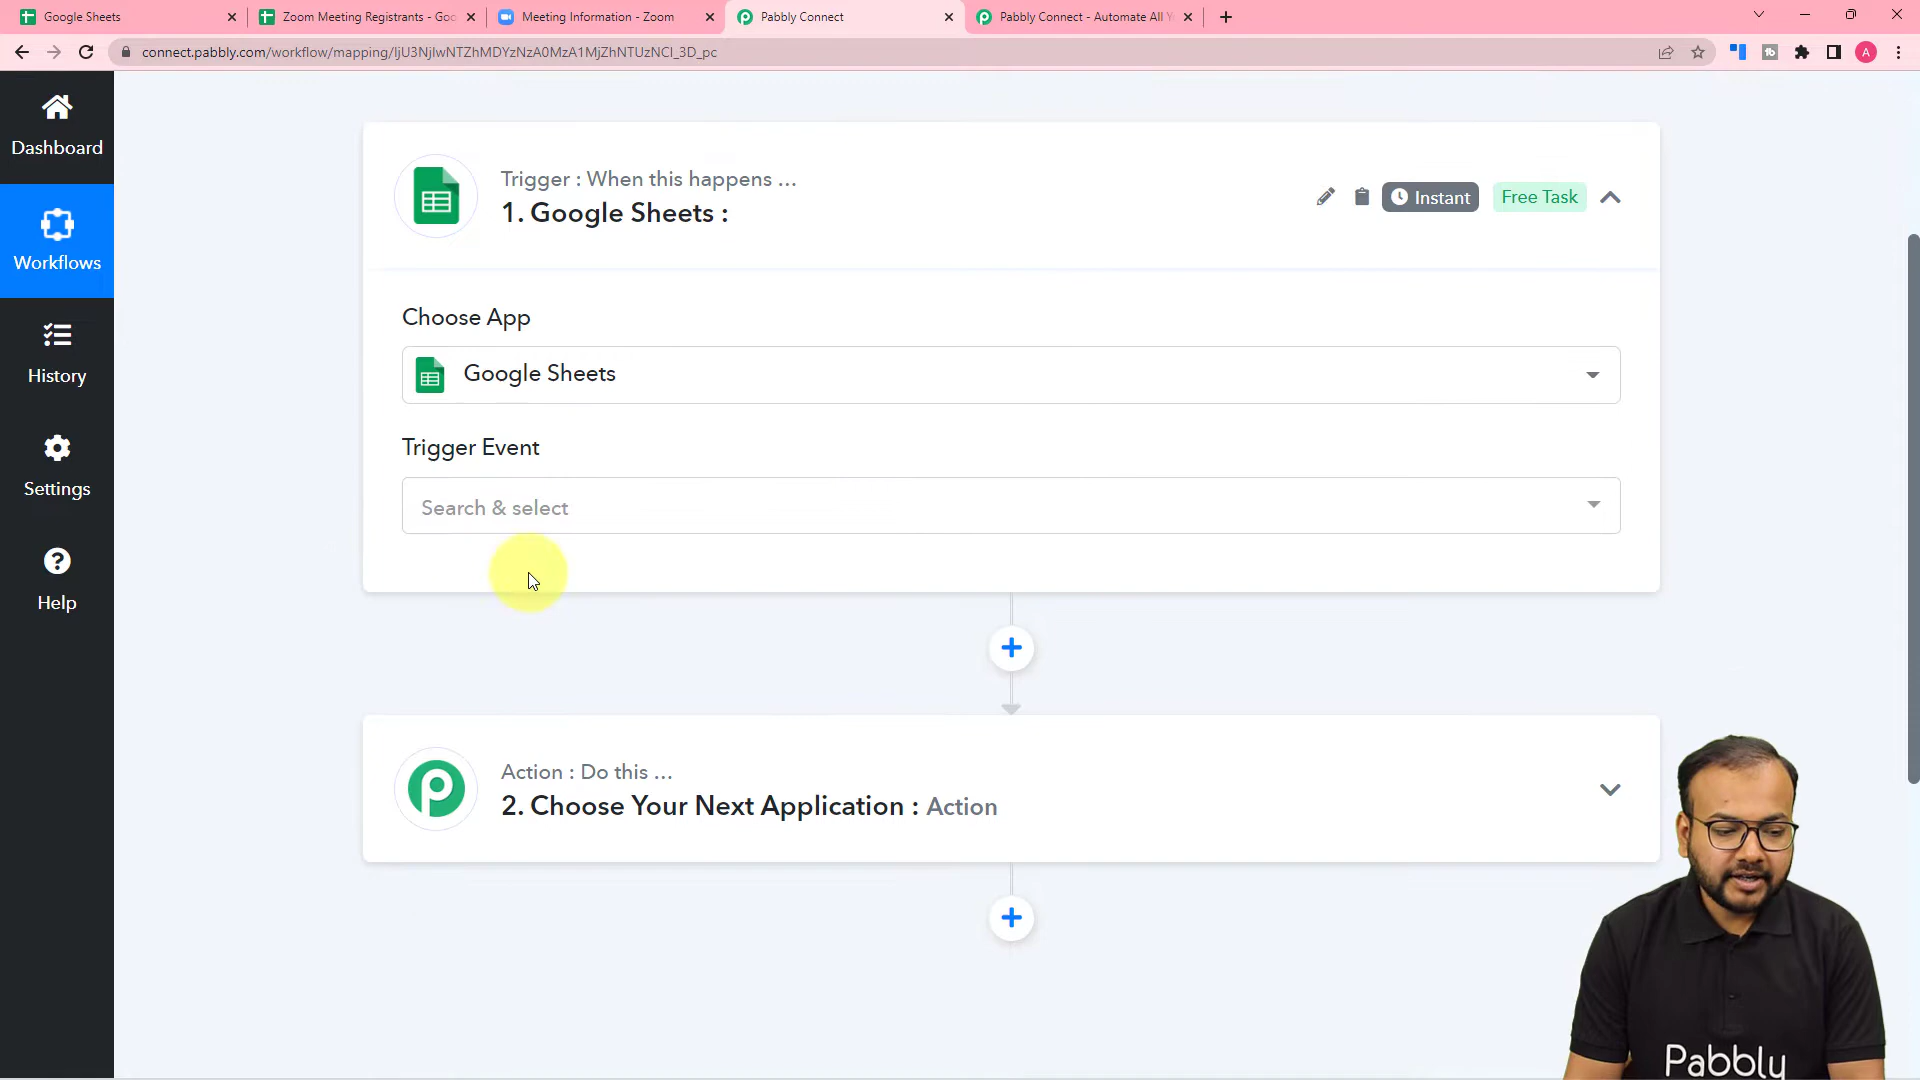 Google Sheets
Zoom Meeting Registrants - Goo
Meeting Information - Zoom
Pabbly Connect
Pabbly Connect - Automate All Y
connect.pabbly.com/workflow/mapping/IjU3NjIwNTZhMDYzNzA0MzA1MjZhNTUzNCI_3D_pc
A
Dashboard
Workflows
History
Settings
Help
Trigger : When this happens ...
1. Google Sheets :
Instant
Free Task
Choose App
Google Sheets
Trigger Event
Search & select
Action : Do this ...
2. Choose Your Next Application : Action
Pabbly